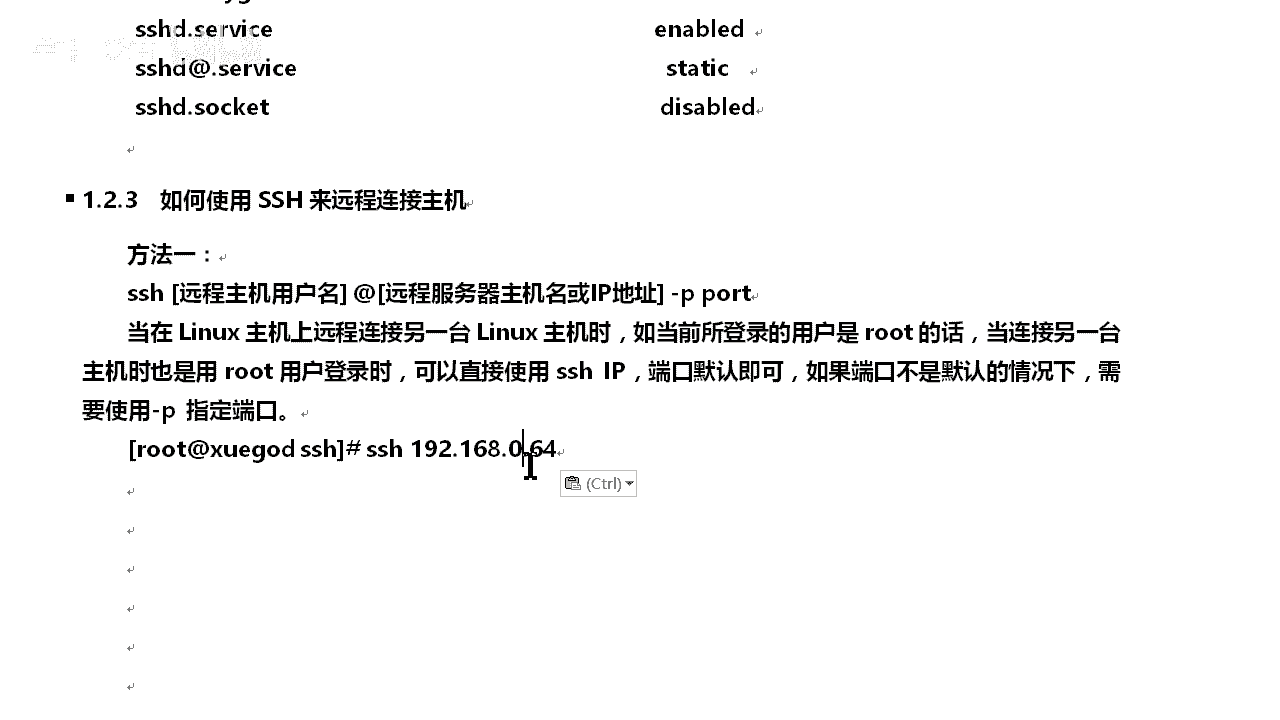 sshd.service enabled
sshd@.service static
sshd.socket disabled
1.2.3 如何使用 SSH 来远程连接主机
方法一：
ssh [远程主机用户名] @[远程服务器主机名或IP地址] -p port
当在 Linux 主机上远程连接另一台 Linux 主机时，如当前所登录的用户是 root 的话，当连接另一台
主机时也是用 root 用户登录时，可以直接使用 ssh IP，端口默认即可，如果端口不是默认的情况下，需
要使用-p 指定端口。
[root@xuegod ssh]# ssh 192.168.0.64
(Ctrl)